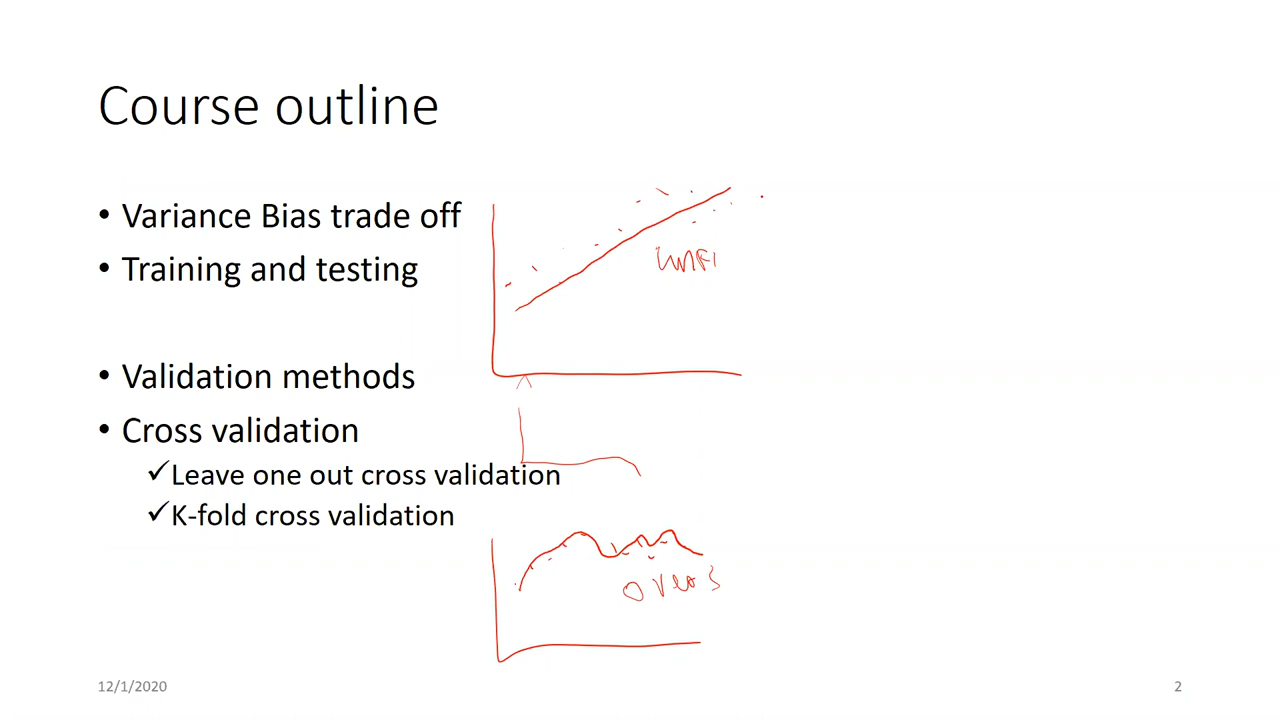 Course outline
• Variance Bias trade off
• Training and testing
• Validation methods
• Cross validation
✓Leave one out cross validation
✓K-fold cross validation
12/1/2020
2